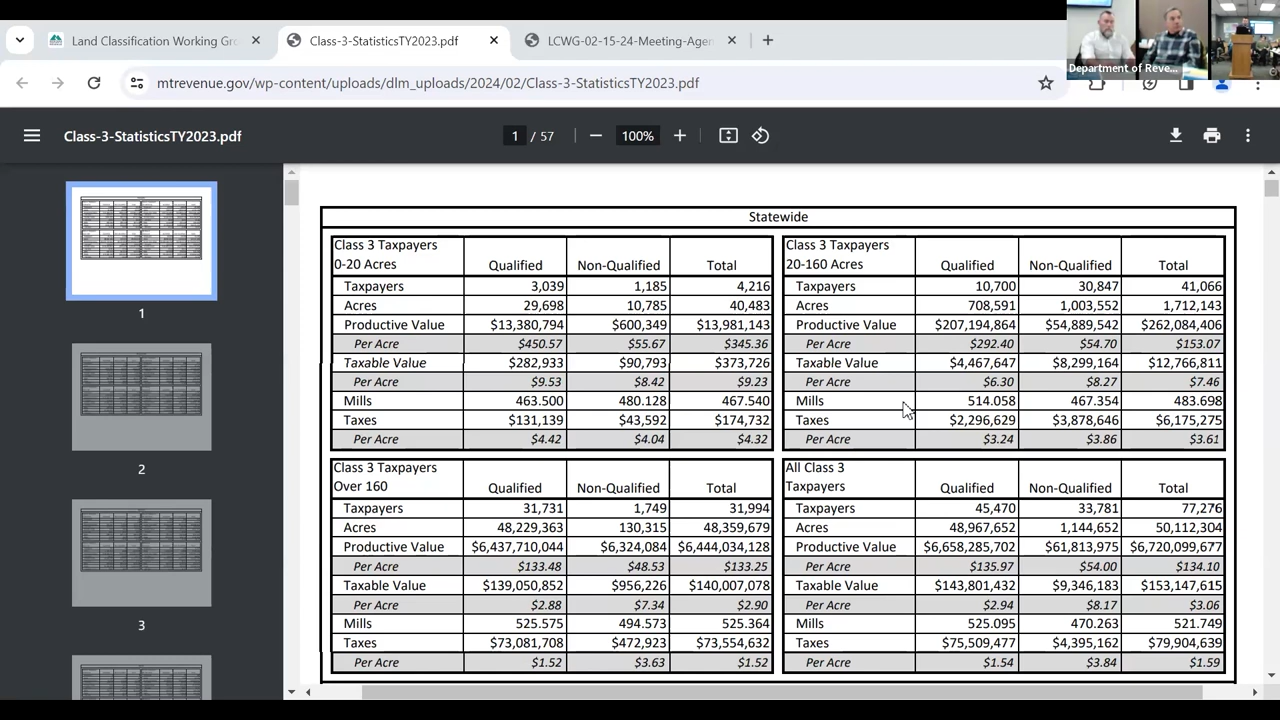 Land Classification Working Gro
Class-3-StatisticsTY2023.pdf
LCWG-02-15-24-Meeting-Agen
Department of Reve...
mtrevenue.gov/wp-content/uploads/dlm_uploads/2024/02/Class-3-StatisticsTY2023.pdf
Class-3-StatisticsTY2023.pdf
1 / 57
100%
1
2
3
Statewide
Class 3 Taxpayers
0-20 Acres Qualified Non-Qualified Total
Taxpayers 3,039 1,185 4,216
Acres 29,698 10,785 40,483
Productive Value $13,380,794 $600,349 $13,981,143
Per Acre $450.57 $55.67 $345.36
Taxable Value $282,933 $90,793 $373,726
Per Acre $9.53 $8.42 $9.23
Mills 463.500 480.128 467.540
Taxes $131,139 $43,592 $174,732
Per Acre $4.42 $4.04 $4.32
Class 3 Taxpayers
20-160 Acres Qualified Non-Qualified Total
Taxpayers 10,700 30,847 41,066
Acres 708,591 1,003,552 1,712,143
Productive Value $207,194,864 $54,889,542 $262,084,406
Per Acre $292.40 $54.70 $153.07
Taxable Value $4,467,647 $8,299,164 $12,766,811
Per Acre $6.30 $8.27 $7.46
Mills 514.058 467.354 483.698
Taxes $2,296,629 $3,878,646 $6,175,275
Per Acre $3.24 $3.86 $3.61
Class 3 Taxpayers
Over 160 Qualified Non-Qualified Total
Taxpayers 31,731 1,749 31,994
Acres 48,229,363 130,315 48,359,679
Productive Value $6,437,710,044 $6,324,084 $6,444,034,128
Per Acre $133.48 $48.53 $133.25
Taxable Value $139,050,852 $956,226 $140,007,078
Per Acre $2.88 $7.34 $2.90
Mills 525.575 494.573 525.364
Taxes $73,081,708 $472,923 $73,554,632
Per Acre $1.52 $3.63 $1.52
All Class 3
Taxpayers Qualified Non-Qualified Total
Taxpayers 45,470 33,781 77,276
Acres 48,967,652 1,144,652 50,112,304
Productive Value $6,658,285,702 $61,813,975 $6,720,099,677
Per Acre $135.97 $54.00 $134.10
Taxable Value $143,801,432 $9,346,183 $153,147,615
Per Acre $2.94 $8.17 $3.06
Mills 525.095 470.263 521.749
Taxes $75,509,477 $4,395,162 $79,904,639
Per Acre $1.54 $3.84 $1.59